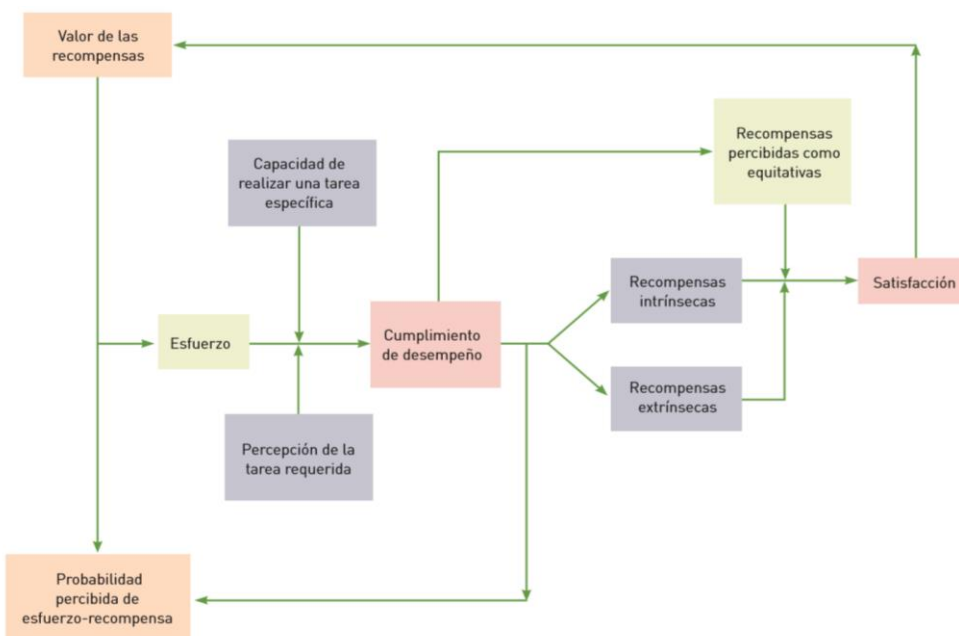 Valor de las
recompensas
Capacidad de
realizar una tarea
específica
Recompensas
percibidas como
equitativas
Recompensas
intrínsecas
Satisfacción
Esfuerzo
Cumplimiento
de desempeño
Recompensas
extrínsecas
Percepción de la
tarea requerida
Probabilidad
percibida de
esfuerzo-recompensa